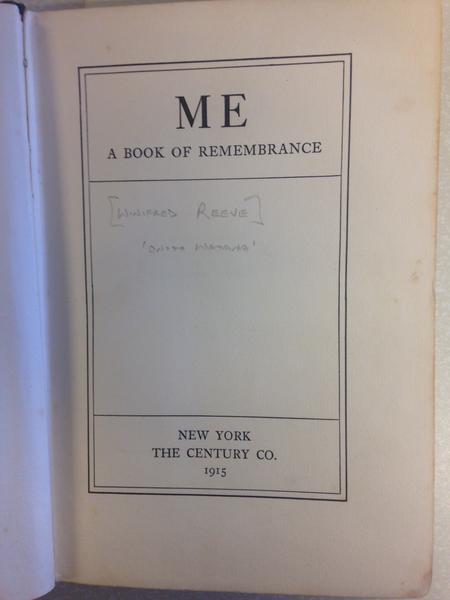 ME
A BOOK OF REMEMBRANCE
[WINIFRED REEVE]
NEW YORK
THE CENTURY CO.
1915